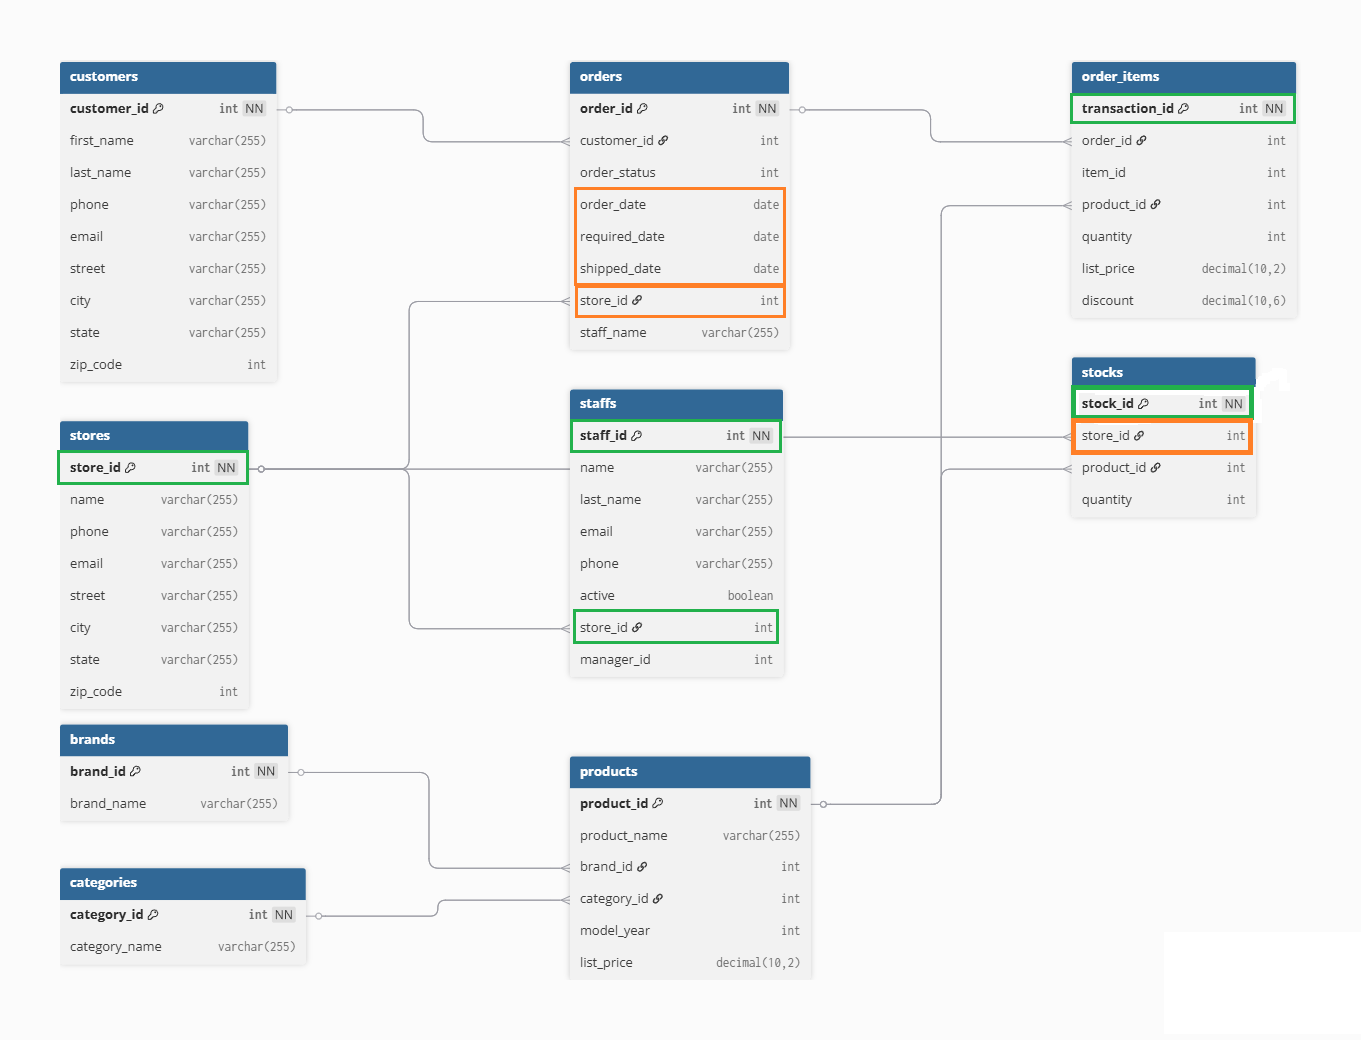 customers
customer_id int NN
first_name varchar(255)
last_name varchar(255)
phone varchar(255)
email varchar(255)
street varchar(255)
city varchar(255)
state varchar(255)
zip_code int
stores
store_id int NN
name varchar(255)
phone varchar(255)
email varchar(255)
street varchar(255)
city varchar(255)
state varchar(255)
zip_code int
brands
brand_id int NN
brand_name varchar(255)
categories
category_id int NN
category_name varchar(255)
orders
order_id int NN
customer_id int
order_status int
order_date date
required_date date
shipped_date date
store_id int
staff_name varchar(255)
staffs
staff_id int NN
name varchar(255)
last_name varchar(255)
email varchar(255)
phone varchar(255)
active boolean
store_id int
manager_id int
products
product_id int NN
product_name varchar(255)
brand_id int
category_id int
model_year int
list_price decimal(10,2)
order_items
transaction_id int NN
order_id int
item_id int
product_id int
quantity int
list_price decimal(10,2)
discount decimal(10,6)
stocks
stock_id int NN
store_id int
product_id int
quantity int